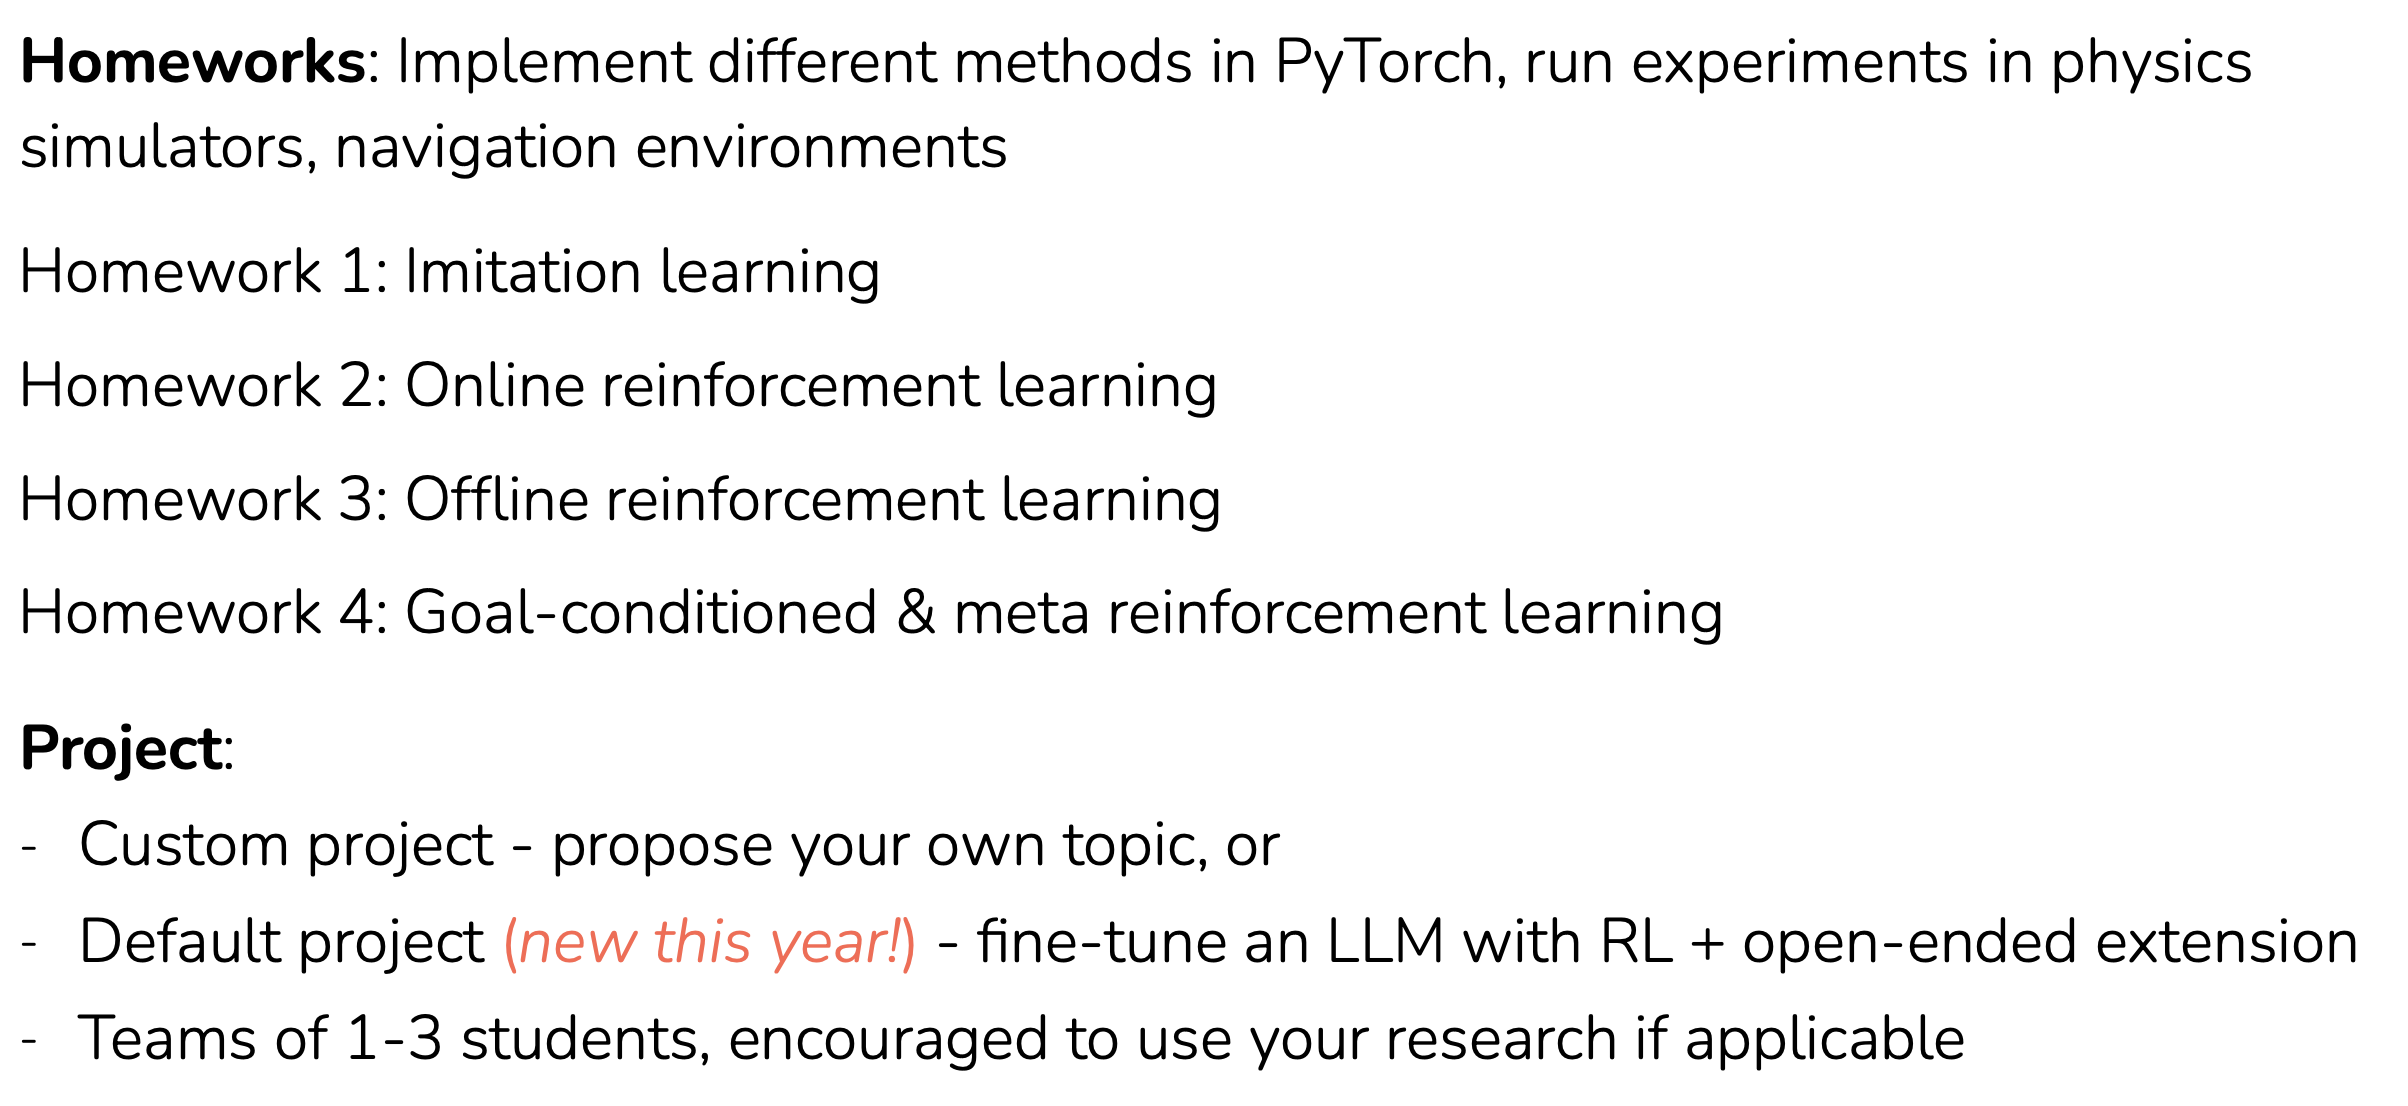 Homeworks: Implement different methods in PyTorch, run experiments in physics
simulators, navigation environments
Homework 1: Imitation learning
Homework 2: Online reinforcement learning
Homework 3: Offline reinforcement learning
Homework 4: Goal-conditioned & meta reinforcement learning
Project:
- Custom project - propose your own topic, or
- Default project (new this year!) - fine-tune an LLM with RL + open-ended extension
- Teams of 1-3 students, encouraged to use your research if applicable